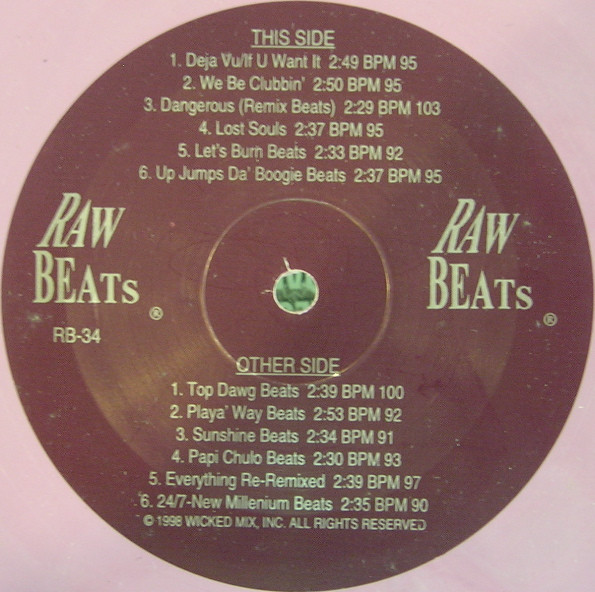 THIS SIDE
1. Deja Vu/If U Want It 2:49 BPM 95
2. We Be Clubbin' 2:50 BPM 95
3. Dangerous (Remix Beats) 2:29 BPM 103
4. Lost Souls 2:37 BPM 95
5. Let's Burn Beats 2:33 BPM 92
6. Up Jumps Da' Boogie Beats 2:37 BPM 95
RAW
BEATS ®
RB-34
RAW
BEATS ®
OTHER SIDE
1. Top Dawg Beats 2:39 BPM 100
2. Playa' Way Beats 2:53 BPM 92
3. Sunshine Beats 2:34 BPM 91
4. Papi Chulo Beats 2:30 BPM 93
5. Everything Re-Remixed 2:39 BPM 97
6. 24/7-New Millenium Beats 2:35 BPM 90
© 1998 WICKED MIX, INC. ALL RIGHTS RESERVED